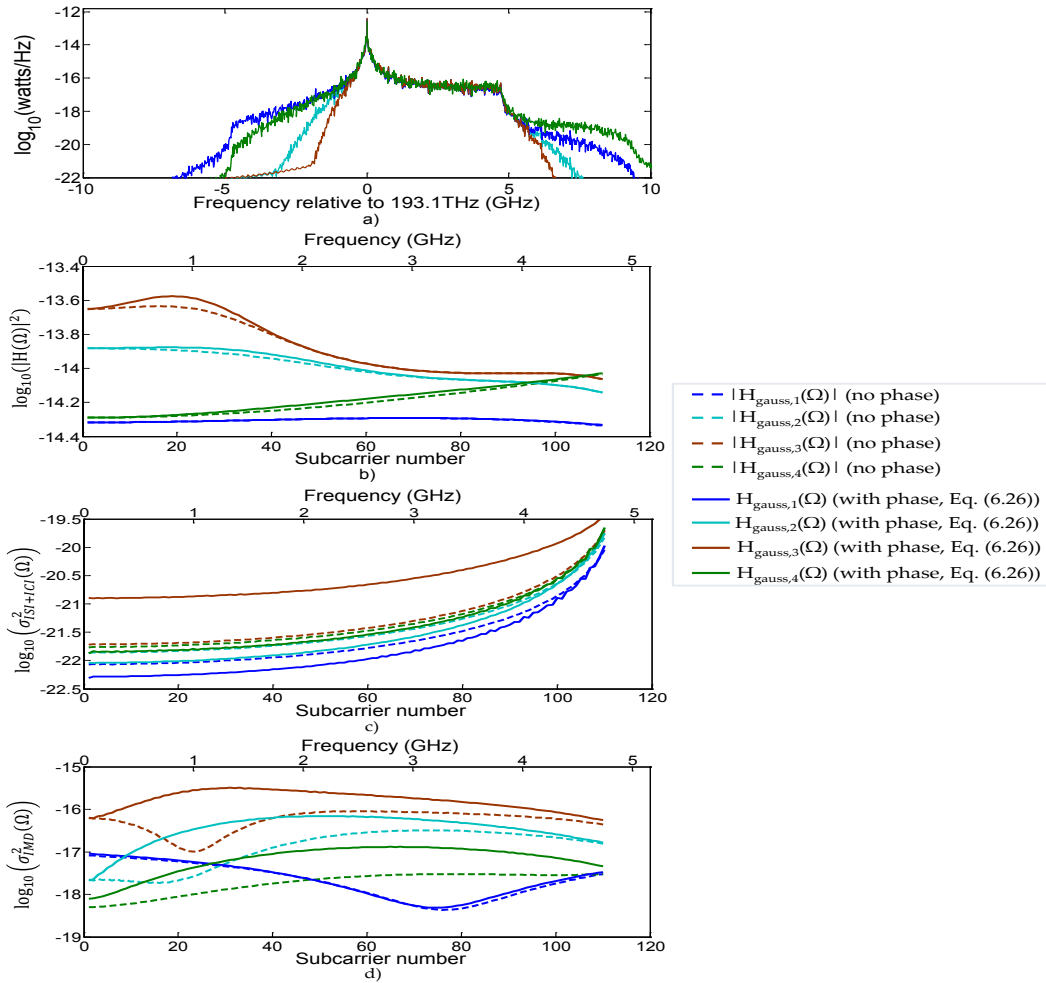 log10(watts/Hz)
-12
-14
-16
-18
-20
-22
-10
-5
0
5
10
Frequency relative to 193.1THz (GHz)
a)
Frequency (GHz)
0
1
2
3
4
5
log10(|H(Ω)|²)
-13.4
-13.6
-13.8
-14
-14.2
-14.4
0
20
40
60
80
100
120
Subcarrier number
b)
Frequency (GHz)
0
1
2
3
4
5
log10(σ²ISI+ICI(Ω))
-19.5
-20
-20.5
-21
-21.5
-22
-22.5
0
20
40
60
80
100
120
Subcarrier number
c)
Frequency (GHz)
0
1
2
3
4
5
log10(σ²IMD(Ω))
-15
-16
-17
-18
-19
0
20
40
60
80
100
120
Subcarrier number
d)
|Hgauss,1(Ω)| (no phase)
|Hgauss,2(Ω)| (no phase)
|Hgauss,3(Ω)| (no phase)
|Hgauss,4(Ω)| (no phase)
Hgauss,1(Ω) (with phase, Eq. (6.26))
Hgauss,2(Ω) (with phase, Eq. (6.26))
Hgauss,3(Ω) (with phase, Eq. (6.26))
Hgauss,4(Ω) (with phase, Eq. (6.26))